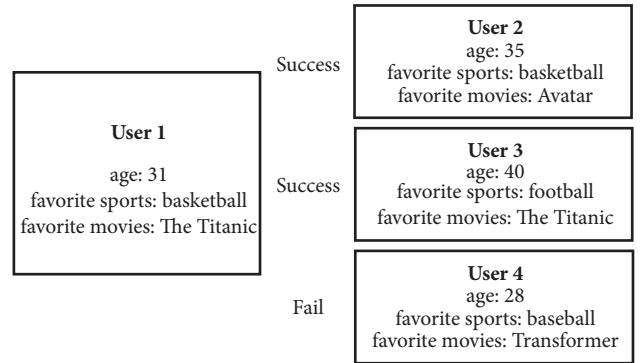 User 1
age: 31
favorite sports: basketball
favorite movies: The Titanic
Success
User 2
age: 35
favorite sports: basketball
favorite movies: Avatar
Success
User 3
age: 40
favorite sports: football
favorite movies: The Titanic
Fail
User 4
age: 28
favorite sports: baseball
favorite movies: Transformer